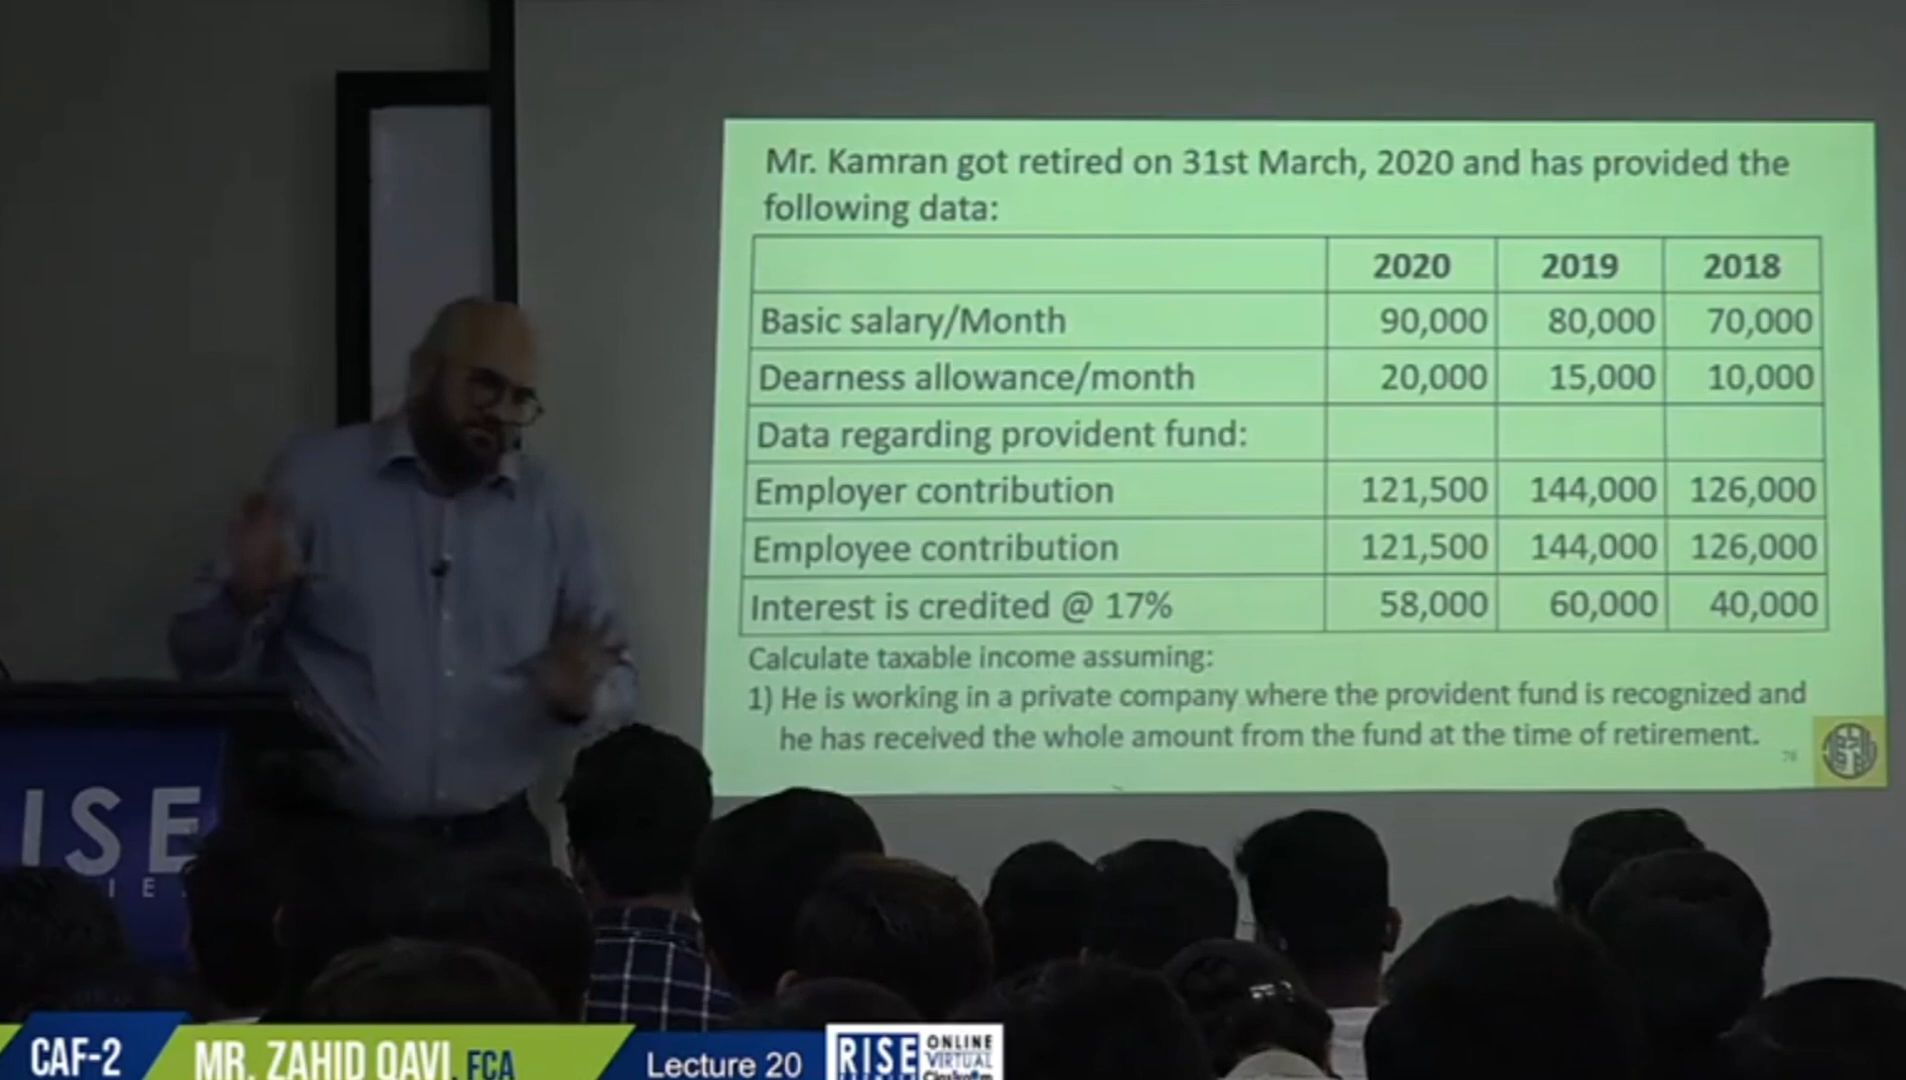 Mr. Kamran got retired on 31st March, 2020 and has provided the
following data:
2020 2019 2018
Basic salary/Month 90,000 80,000 70,000
Dearness allowance/month 20,000 15,000 10,000
Data regarding provident fund:
Employer contribution 121,500 144,000 126,000
Employee contribution 121,500 144,000 126,000
Interest is credited @ 17% 58,000 60,000 40,000
Calculate taxable income assuming:
1) He is working in a private company where the provident fund is recognized and
he has received the whole amount from the fund at the time of retirement.
ISE
CAF-2
MR. ZAHID QAVI, FCA
Lecture 20
RISE
ONLINE
VIRTUAL